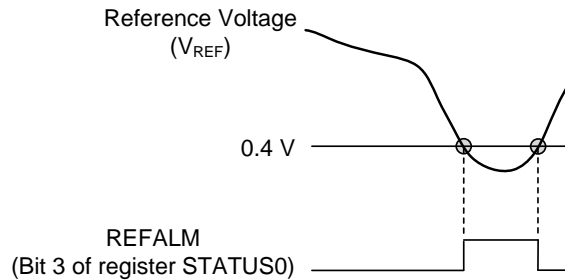 Reference Voltage
(VREF)
0.4 V
REFALM
(Bit 3 of register STATUS0)